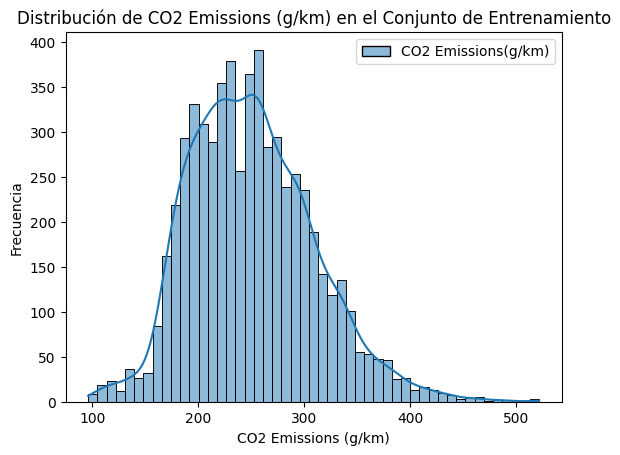 Distribución de CO2 Emissions (g/km) en el Conjunto de Entrenamiento
CO2 Emissions(g/km)
400
350
300
250
200
150
100
50
0
Frecuencia
100 200 300 400 500
CO2 Emissions (g/km)